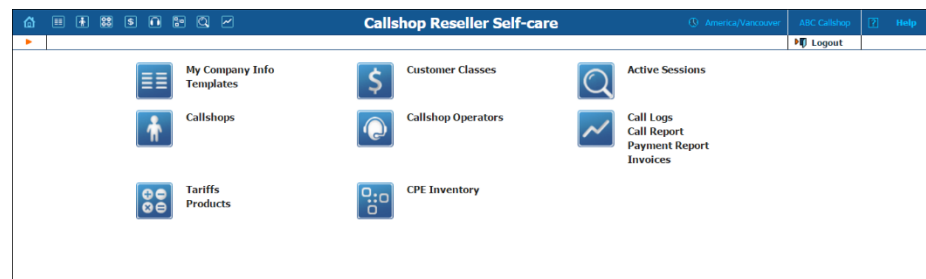 Callshop Reseller Self-care
America/Vancouver
ABC Callshop
?
Help
Logout
My Company Info
Templates
Customer Classes
Active Sessions
Callshops
Callshop Operators
Call Logs
Call Report
Payment Report
Invoices
Tariffs
Products
CPE Inventory